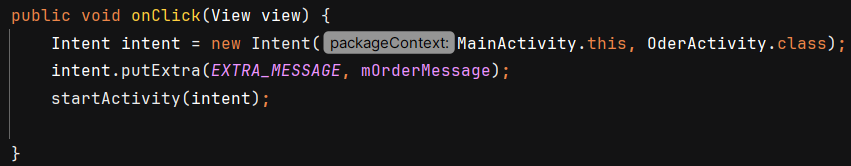 public void onClick(View view) {
Intent intent = new Intent( packageContext: MainActivity.this, OderActivity.class);
intent.putExtra(EXTRA_MESSAGE, mOrderMessage);
startActivity(intent);
}